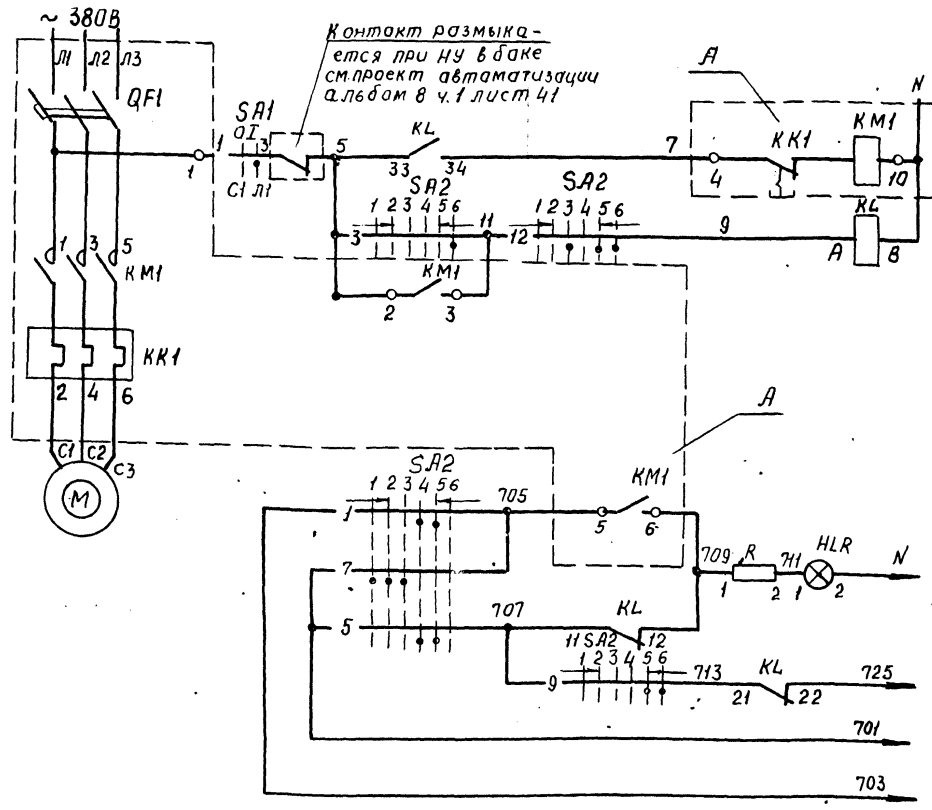 ~ 380В
Л1 Л2 Л3
QF1
Контакт размыка-
ется при НУ в баке
см.проект автоматизации
альбом 8 ч.1 лист 41
А
N
SA1
0 I
1 1 3 5
С1 Л1
KL
33 34
7
4
KK1
KM1
10
SA2
1 2 3 4 5 6
3
11
SA2
1 2 3 4 5 6
12
9
KL
А В
KM1
2 3
1 3 5
KM1
KK1
2 4 6
С1 С2 С3
М
А
SA2
1 2 3 4 5 6
1
705
KM1
5 6
7
709
R
1 2
711
HLR
1 2
N
5
707
KL
11 SA2 12
1 2 3 4 5 6
9
713
KL
21 22
725
701
703